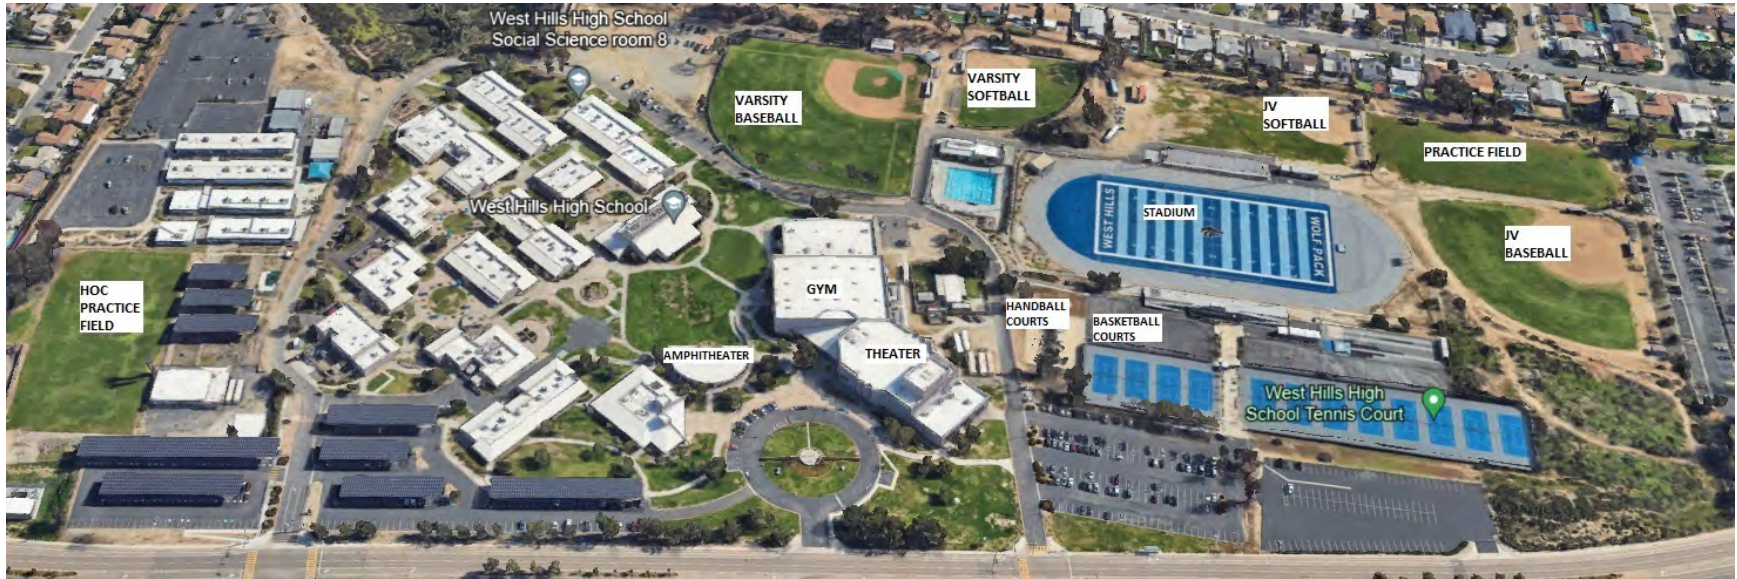 West Hills High School
Social Science room 8
VARSITY
BASEBALL
VARSITY
SOFTBALL
JV
SOFTBALL
PRACTICE FIELD
West Hills High School
STADIUM
WEST HILLS
WOLF PACK
JV
BASEBALL
HOC
PRACTICE
FIELD
GYM
HANDBALL
COURTS
BASKETBALL
COURTS
AMPHITHEATER
THEATER
West Hills High
School Tennis Court